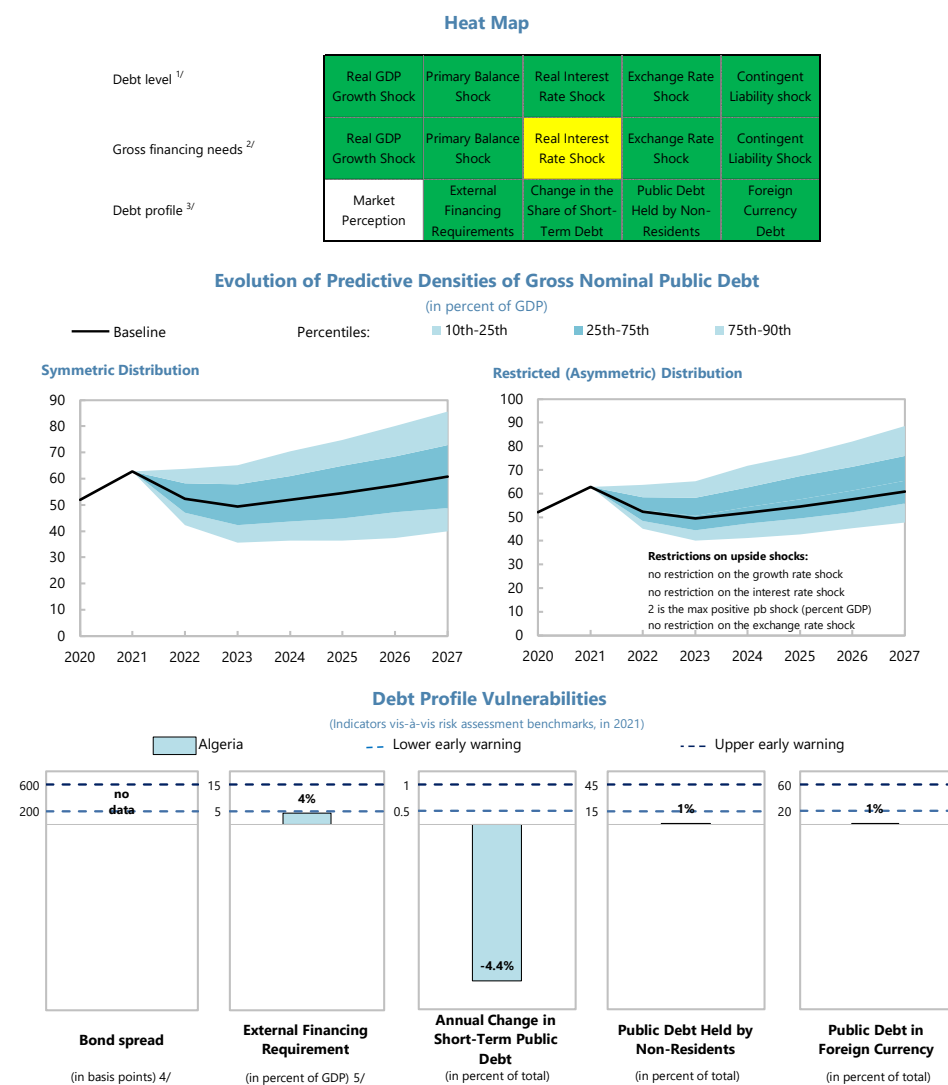 Heat Map
Debt level 1/
Real GDP Growth Shock
Primary Balance Shock
Real Interest Rate Shock
Exchange Rate Shock
Contingent Liability shock
Gross financing needs 2/
Real GDP Growth Shock
Primary Balance Shock
Real Interest Rate Shock
Exchange Rate Shock
Contingent Liability Shock
Debt profile 3/
Market Perception
External Financing Requirements
Change in the Share of Short-Term Debt
Public Debt Held by Non-Residents
Foreign Currency Debt
Evolution of Predictive Densities of Gross Nominal Public Debt
(in percent of GDP)
Baseline
Percentiles:
10th-25th
25th-75th
75th-90th
Symmetric Distribution
90
80
70
60
50
40
30
20
10
0
2020 2021 2022 2023 2024 2025 2026 2027
Restricted (Asymmetric) Distribution
100
90
80
70
60
50
40
30
20
10
0
Restrictions on upside shocks:
no restriction on the growth rate shock
no restriction on the interest rate shock
2 is the max positive pb shock (percent GDP)
no restriction on the exchange rate shock
2020 2021 2022 2023 2024 2025 2026 2027
Debt Profile Vulnerabilities
(Indicators vis-à-vis risk assessment benchmarks, in 2021)
Algeria
Lower early warning
Upper early warning
600
200
no data
Bond spread
(in basis points) 4/
15
5
4%
External Financing Requirement
(in percent of GDP) 5/
1
0.5
-4.4%
Annual Change in Short-Term Public Debt
(in percent of total)
45
15
1%
Public Debt Held by Non-Residents
(in percent of total)
60
20
1%
Public Debt in Foreign Currency
(in percent of total)